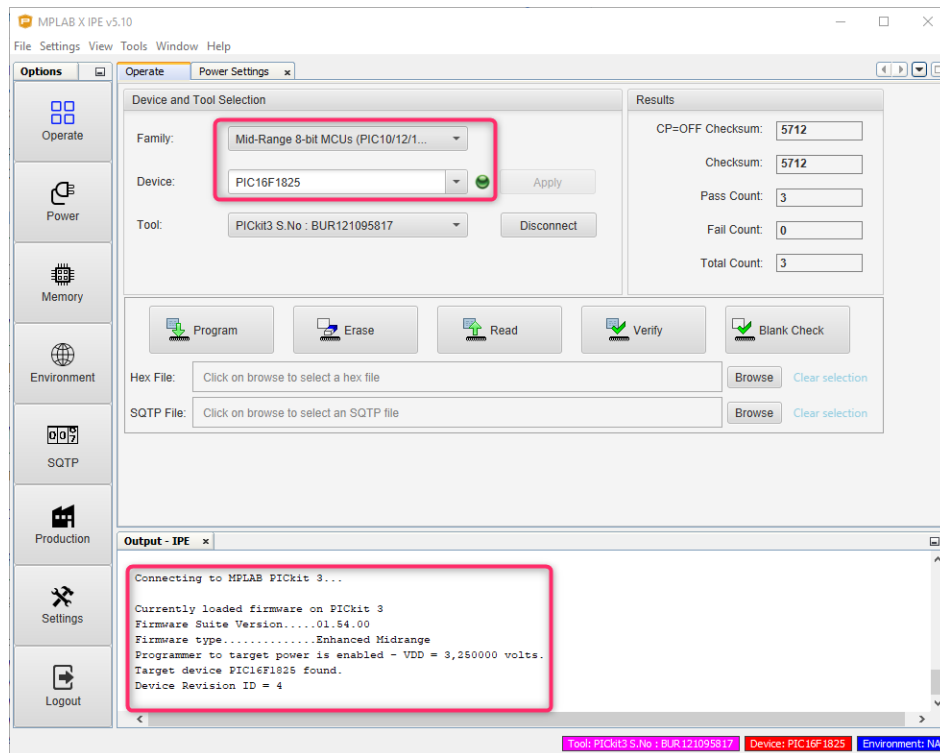 MPLAB X IPE v5.10
File Settings View Tools Window Help
Options
Operate
Power Settings
Operate
Power
Memory
Environment
SQTP
Production
Settings
Logout
Device and Tool Selection
Family: Mid-Range 8-bit MCUs (PIC10/12/1...
Device: PIC16F1825 Apply
Tool: PICkit3 S.No : BUR121095817 Disconnect
Results
CP=OFF Checksum: 5712
Checksum: 5712
Pass Count: 3
Fail Count: 0
Total Count: 3
Program Erase Read Verify Blank Check
Hex File: Click on browse to select a hex file Browse Clear selection
SQTP File: Click on browse to select an SQTP file Browse Clear selection
Output - IPE
Connecting to MPLAB PICkit 3...
Currently loaded firmware on PICkit 3
Firmware Suite Version.....01.54.00
Firmware type..............Enhanced Midrange
Programmer to target power is enabled - VDD = 3,250000 volts.
Target device PIC16F1825 found.
Device Revision ID = 4
Tool: PICkit3 S.No : BUR121095817 Device: PIC16F1825 Environment: NA